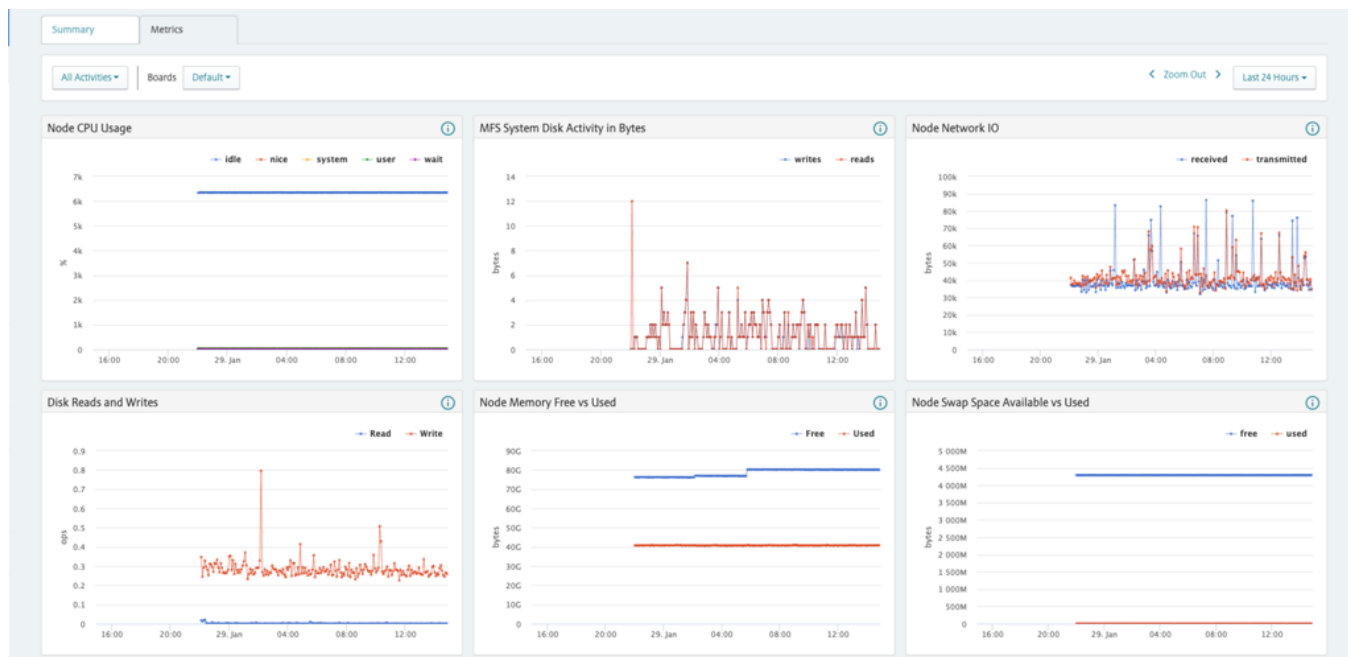 Summary Metrics
All Activities Boards Default Zoom Out Last 24 Hours
Node CPU Usage
idle nice system user wait
7k
6k
5k
4k
3k
2k
1k
0
%
16:00 20:00 29. Jan 04:00 08:00 12:00
MFS System Disk Activity in Bytes
writes reads
14
12
10
8
6
4
2
0
bytes
16:00 20:00 29. Jan 04:00 08:00 12:00
Node Network IO
received transmitted
100k
90k
80k
70k
60k
50k
40k
30k
20k
10k
0
bytes
16:00 20:00 29. Jan 04:00 08:00 12:00
Disk Reads and Writes
Read Write
0.9
0.8
0.7
0.6
0.5
0.4
0.3
0.2
0.1
0
ops
16:00 20:00 29. Jan 04:00 08:00 12:00
Node Memory Free vs Used
Free Used
90G
80G
70G
60G
50G
40G
30G
20G
10G
0
bytes
16:00 20:00 29. Jan 04:00 08:00 12:00
Node Swap Space Available vs Used
free used
5 000M
4 500M
4 000M
3 500M
3 000M
2 500M
2 000M
1 500M
1 000M
500M
0
bytes
16:00 20:00 29. Jan 04:00 08:00 12:00